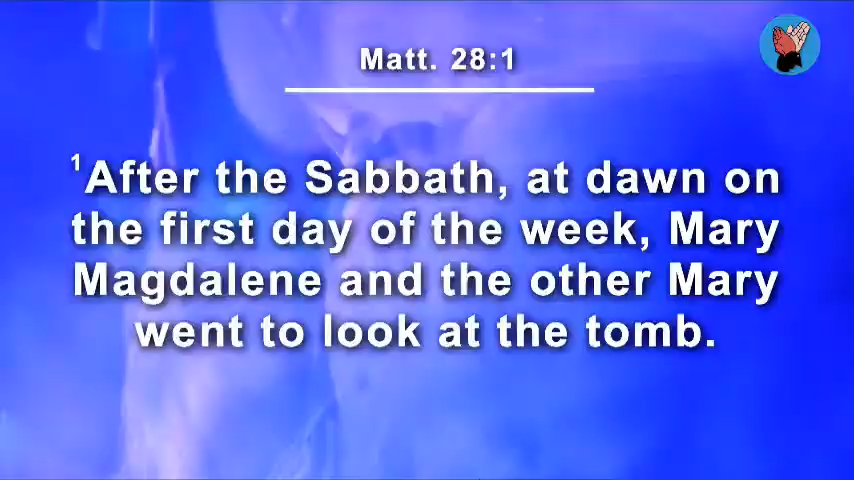 Matt. 28:1
1After the Sabbath, at dawn on
the first day of the week, Mary
Magdalene and the other Mary
went to look at the tomb.